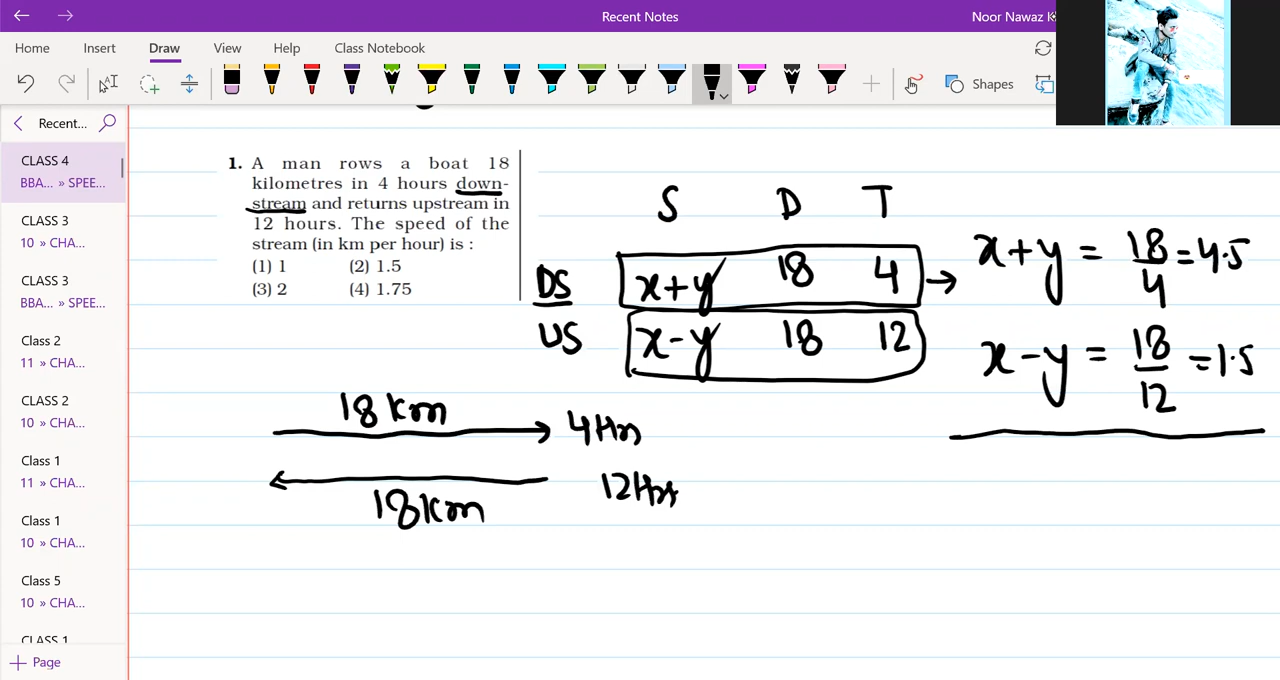 Recent Notes
Noor Nawaz
Home Insert Draw View Help Class Notebook
Shapes
Recent...
CLASS 4
BBA... » SPEE...
CLASS 3
10 » CHA...
CLASS 3
BBA... » SPEE...
Class 2
11 » CHA...
CLASS 2
10 » CHA...
Class 1
11 » CHA...
Class 1
10 » CHA...
Class 5
10 » CHA...
CLASS 1
Page
1. A man rows a boat 18
kilometres in 4 hours down-
stream and returns upstream in
12 hours. The speed of the
stream (in km per hour) is :
(1) 1 (2) 1.5
(3) 2 (4) 1.75
S D T
DS x+y 18 4 → x+y = 18/4 = 4.5
US x-y 18 12 x-y = 18/12 = 1.5
18 Km 4 Hrs
18 Km 12 Hrs